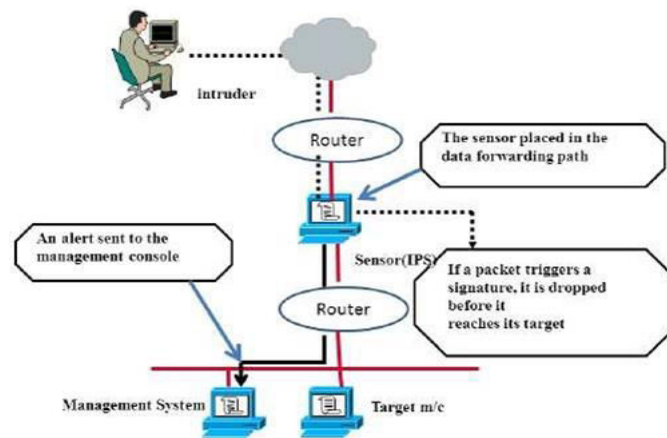 intruder
Router
The sensor placed in the
data forwarding path
An alert sent to the
management console
Sensor(IPS)
If a packet triggers a
signature, it is dropped
before it
reaches its target
Router
Management System
Target m/c